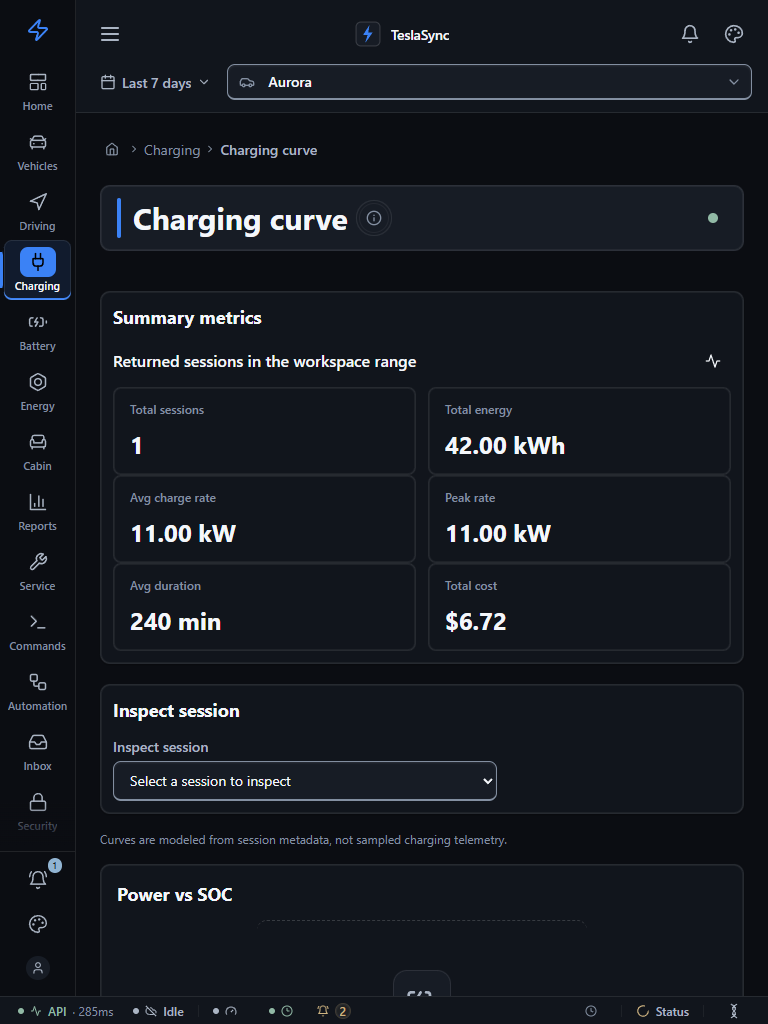 TeslaSync
Last 7 days
Aurora
Home
Vehicles
Driving
Charging
Battery
Energy
Cabin
Reports
Service
Commands
Automation
Inbox
Security
1
Charging > Charging curve
Charging curve
Summary metrics
Returned sessions in the workspace range
Total sessions
1
Total energy
42.00 kWh
Avg charge rate
11.00 kW
Peak rate
11.00 kW
Avg duration
240 min
Total cost
$6.72
Inspect session
Inspect session
Select a session to inspect
Curves are modeled from session metadata, not sampled charging telemetry.
Power vs SOC
API · 285ms
Idle
2
Status